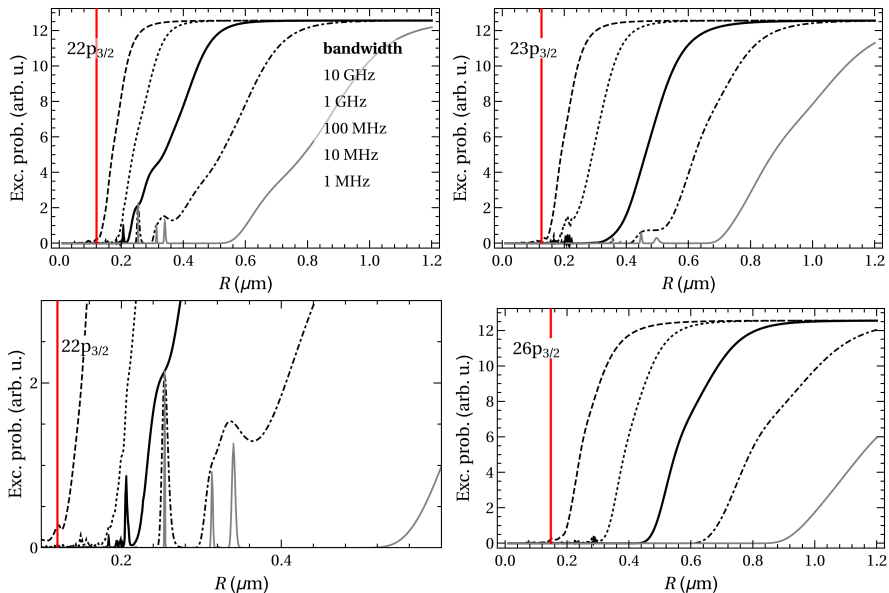 Exc. prob. (arb. u.)
12
10
8
6
4
2
0
22p3/2
bandwidth
10 GHz
1 GHz
100 MHz
10 MHz
1 MHz
0.0 0.2 0.4 0.6 0.8 1.0 1.2
R (μm)
Exc. prob. (arb. u.)
12
10
8
6
4
2
0
23p3/2
0.0 0.2 0.4 0.6 0.8 1.0 1.2
R (μm)
Exc. prob. (arb. u.)
2
0
22p3/2
0.2 0.4
R (μm)
Exc. prob. (arb. u.)
12
10
8
6
4
2
0
26p3/2
0.0 0.2 0.4 0.6 0.8 1.0 1.2
R (μm)